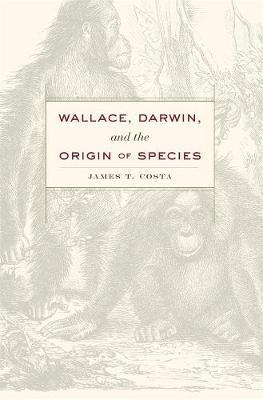 WALLACE, DARWIN,
and the
ORIGIN OF SPECIES
JAMES T. COSTA